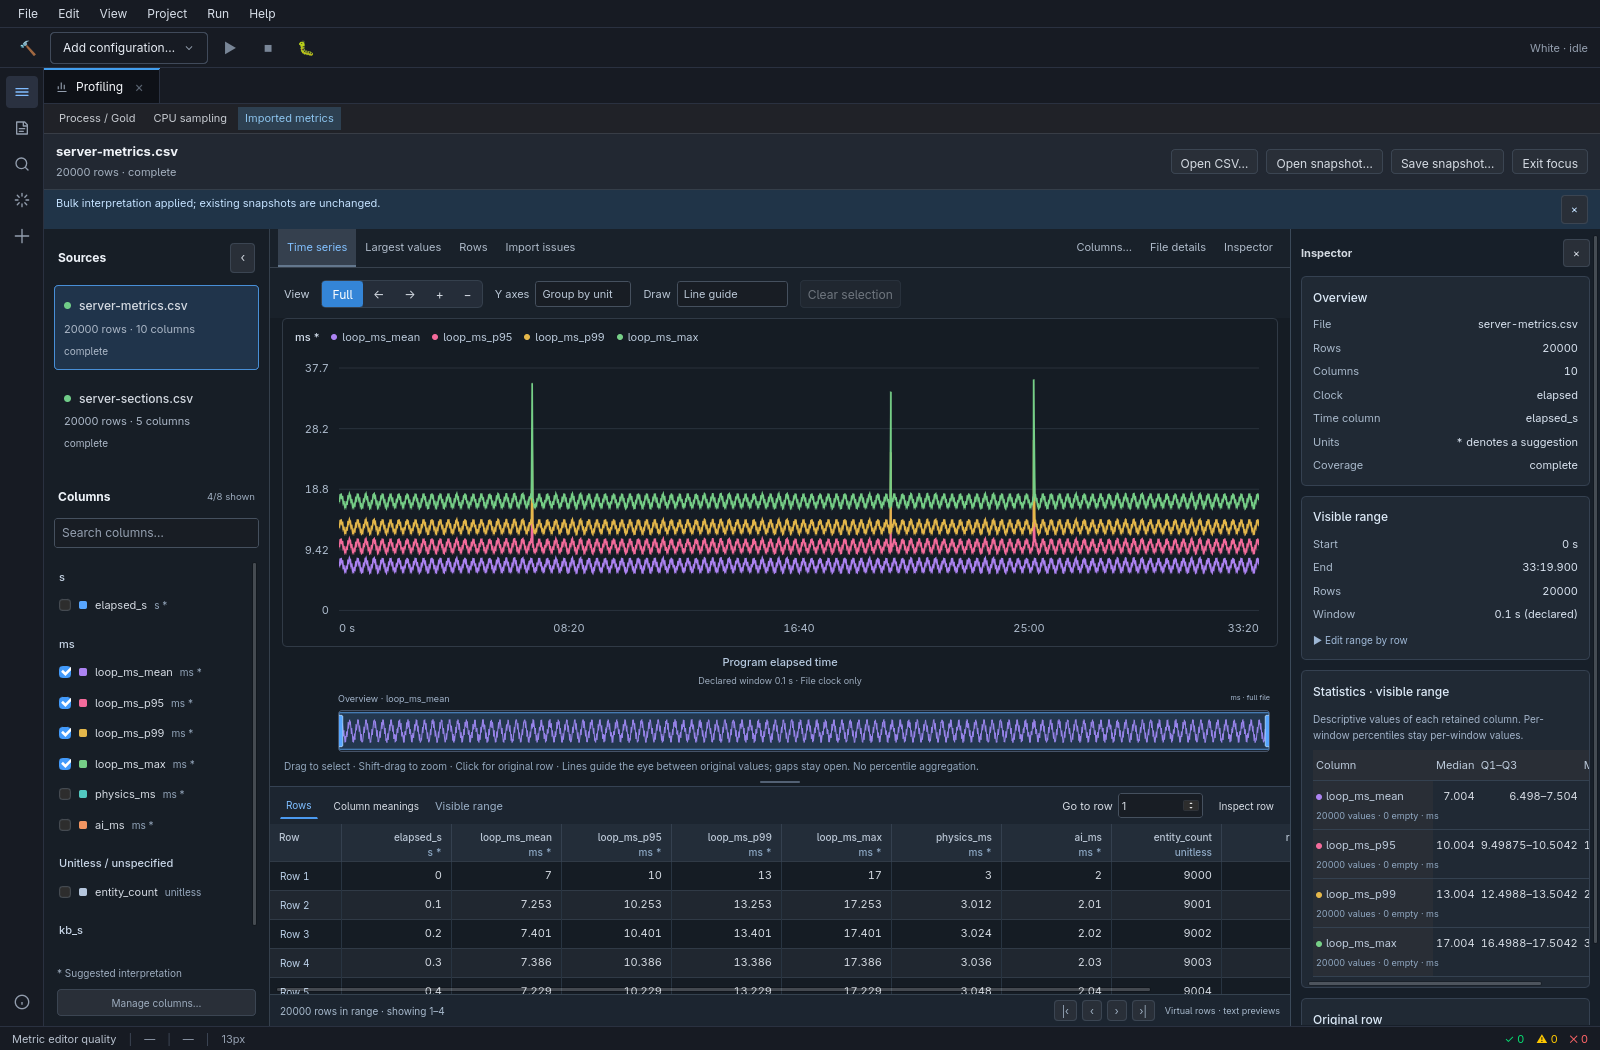 File Edit View Project Run Help
Add configuration... White · idle
Profiling ×
Process / Gold CPU sampling Imported metrics
server-metrics.csv
20000 rows · complete
Open CSV... Open snapshot... Save snapshot... Exit focus
Bulk interpretation applied; existing snapshots are unchanged. ×
Sources ‹
server-metrics.csv
20000 rows · 10 columns
complete
server-sections.csv
20000 rows · 5 columns
complete
Columns 4/8 shown
Search columns...
s
elapsed_s s *
ms
loop_ms_mean ms *
loop_ms_p95 ms *
loop_ms_p99 ms *
loop_ms_max ms *
physics_ms ms *
ai_ms ms *
Unitless / unspecified
entity_count unitless
kb_s
* Suggested interpretation
Manage columns...
Time series Largest values Rows Import issues Columns... File details Inspector
View Full ← → + − Y axes Group by unit Draw Line guide Clear selection
ms * loop_ms_mean loop_ms_p95 loop_ms_p99 loop_ms_max
37.7
28.2
18.8
9.42
0
0 s 08:20 16:40 25:00 33:20
Program elapsed time
Declared window 0.1 s · File clock only
Overview · loop_ms_mean ms · full file
Drag to select · Shift-drag to zoom · Click for original row · Lines guide the eye between original values; gaps stay open. No percentile aggregation.
Rows Column meanings Visible range Go to row 1 Inspect row
Row elapsed_s loop_ms_mean loop_ms_p95 loop_ms_p99 loop_ms_max physics_ms ai_ms entity_count r
s * ms * ms * ms * ms * ms * ms * unitless
Row 1 0 7 10 13 17 3 2 9000
Row 2 0.1 7.253 10.253 13.253 17.253 3.012 2.01 9001
Row 3 0.2 7.401 10.401 13.401 17.401 3.024 2.02 9002
Row 4 0.3 7.386 10.386 13.386 17.386 3.036 2.03 9003
Row 5 0.4 7.229 10.229 13.229 17.229 3.048 2.04 9004
20000 rows in range · showing 1–4 |‹ ‹ › ›| Virtual rows · text previews
Inspector ×
Overview
File server-metrics.csv
Rows 20000
Columns 10
Clock elapsed
Time column elapsed_s
Units * denotes a suggestion
Coverage complete
Visible range
Start 0 s
End 33:19.900
Rows 20000
Window 0.1 s (declared)
▶ Edit range by row
Statistics · visible range
Descriptive values of each retained column. Per-
window percentiles stay per-window values.
Column Median Q1–Q3 M
loop_ms_mean 7.004 6.498–7.504
20000 values · 0 empty · ms
loop_ms_p95 10.004 9.49875–10.5042 1
20000 values · 0 empty · ms
loop_ms_p99 13.004 12.4988–13.5042 2
20000 values · 0 empty · ms
loop_ms_max 17.004 16.4988–17.5042 3
20000 values · 0 empty · ms
Original row
Metric editor quality — — 13px 0 0 0